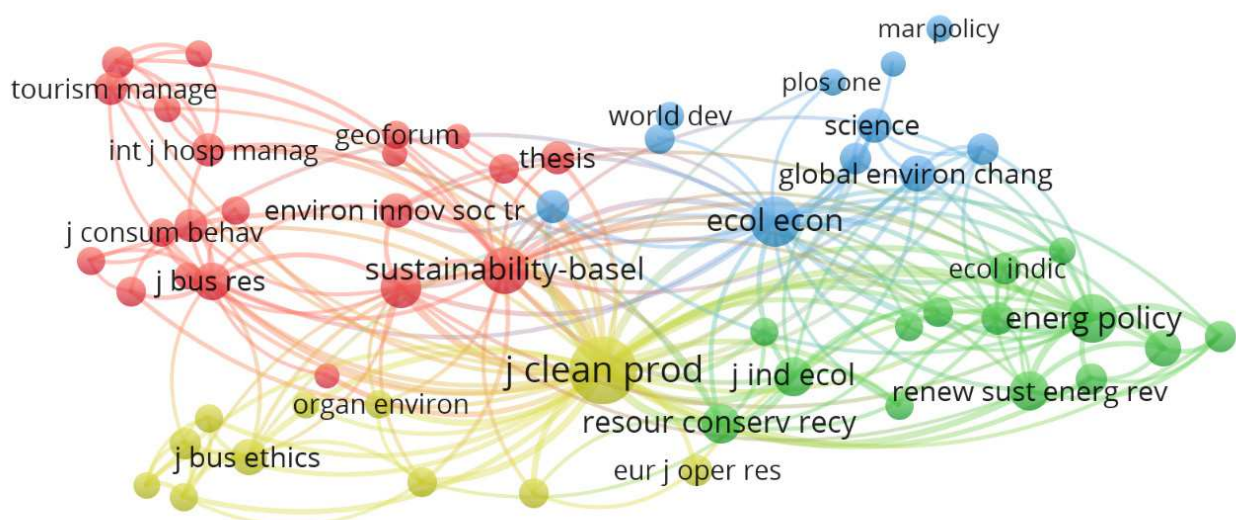 mar policy
plos one
tourism manage
world dev
science
geoforum
int j hosp manag
thesis
global environ chang
environ innov soc tr
ecol econ
j consum behav
sustainability-basel
ecol indic
j bus res
energ policy
j clean prod
j ind ecol
renew sust energ rev
organ environ
resour conserv recy
j bus ethics
eur j oper res